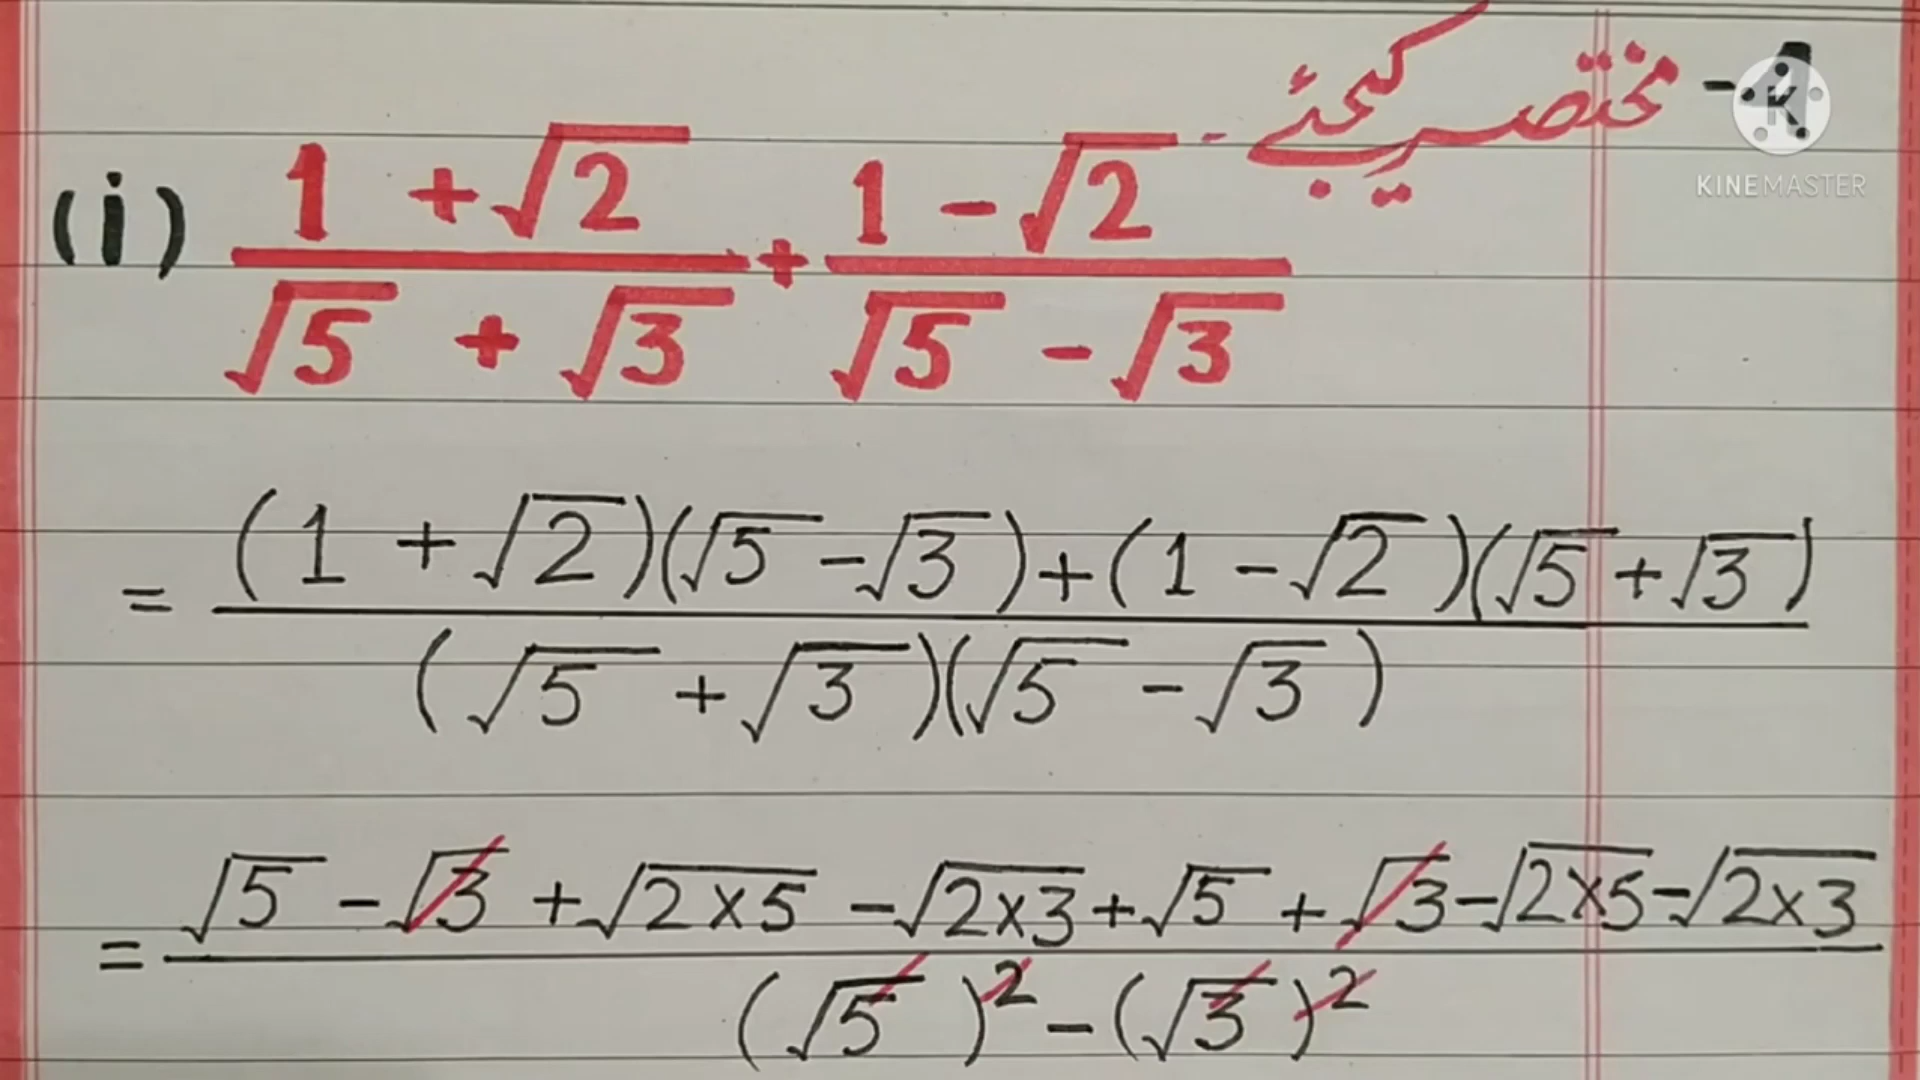 4- مختصر کیجئے -
(i) (1 + √2)/(√5 + √3) + (1 - √2)/(√5 - √3)
= ((1 + √2)(√5 - √3) + (1 - √2)(√5 + √3))/((√5 + √3)(√5 - √3))
= (√5 - √3 + √(2×5) - √(2×3) + √5 + √3 - √(2×5) - √(2×3))/((√5)² - (√3)²)
KINEMASTER